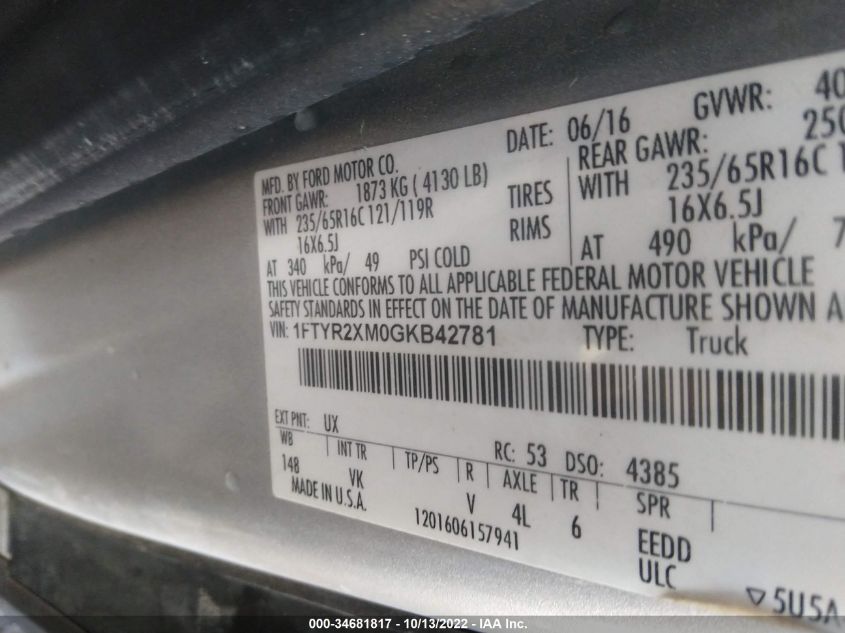 DATE: 06/16 GVWR: 40
MFD. BY FORD MOTOR CO.
FRONT GAWR: 1873 KG ( 4130 LB) REAR GAWR: 250
WITH 235/65R16C 121/119R TIRES WITH 235/65R16C 1
16X6.5J RIMS 16X6.5J
AT 340 kPa/ 49 PSI COLD AT 490 kPa/ 7
THIS VEHICLE CONFORMS TO ALL APPLICABLE FEDERAL MOTOR VEHICLE
SAFETY STANDARDS IN EFFECT ON THE DATE OF MANUFACTURE SHOWN A
VIN: 1FTYR2XM0GKB42781 TYPE: Truck
EXT PNT: UX RC: 53 DSO: 4385
WB INT TR TP/PS R AXLE TR SPR
148 VK V 4L 6 EEDD
MADE IN U.S.A. 1201606157941 ULC
▽5U5A
000-34681817 - 10/13/2022 - IAA Inc.